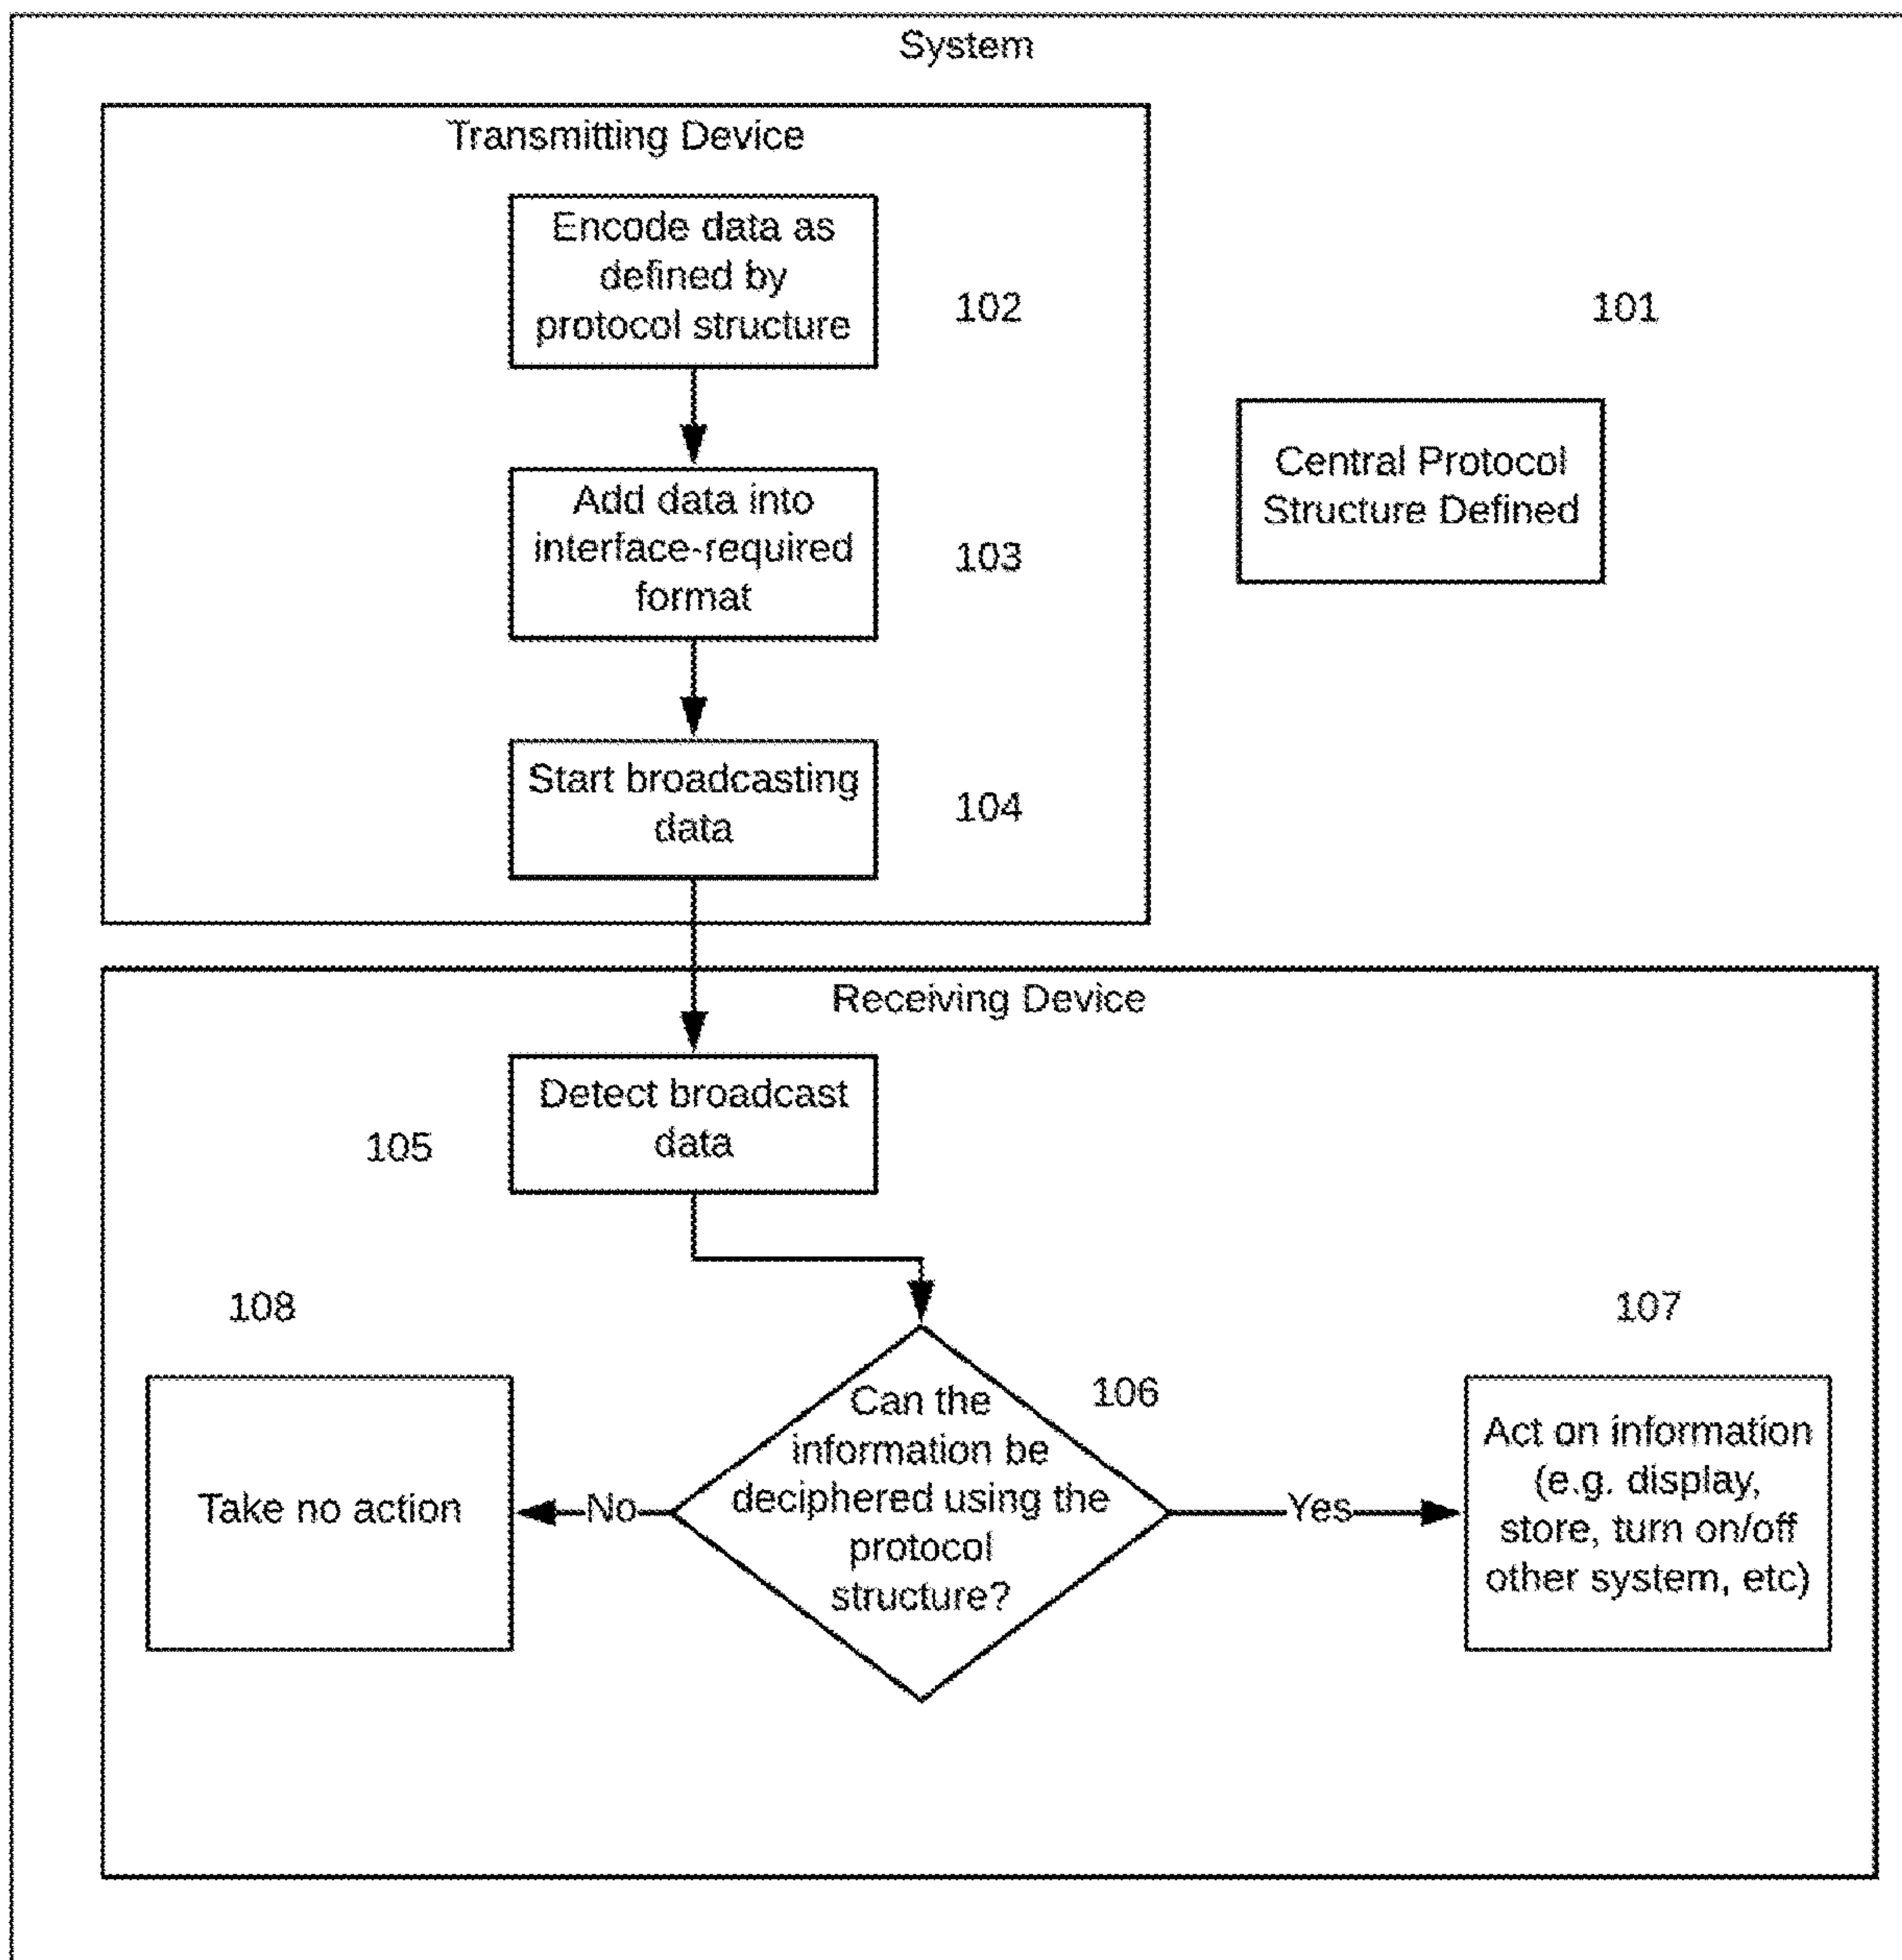 System
Transmitting Device
Encode data as
defined by
protocol structure
102
101
Central Protocol
Structure Defined
Add data into
interface-required
format
103
Start broadcasting
data
104
Receiving Device
Detect broadcast
data
105
108
107
106
Can the
information be
deciphered using the
protocol
structure?
No
Yes
Take no action
Act on information
(e.g. display,
store, turn on/off
other system, etc)